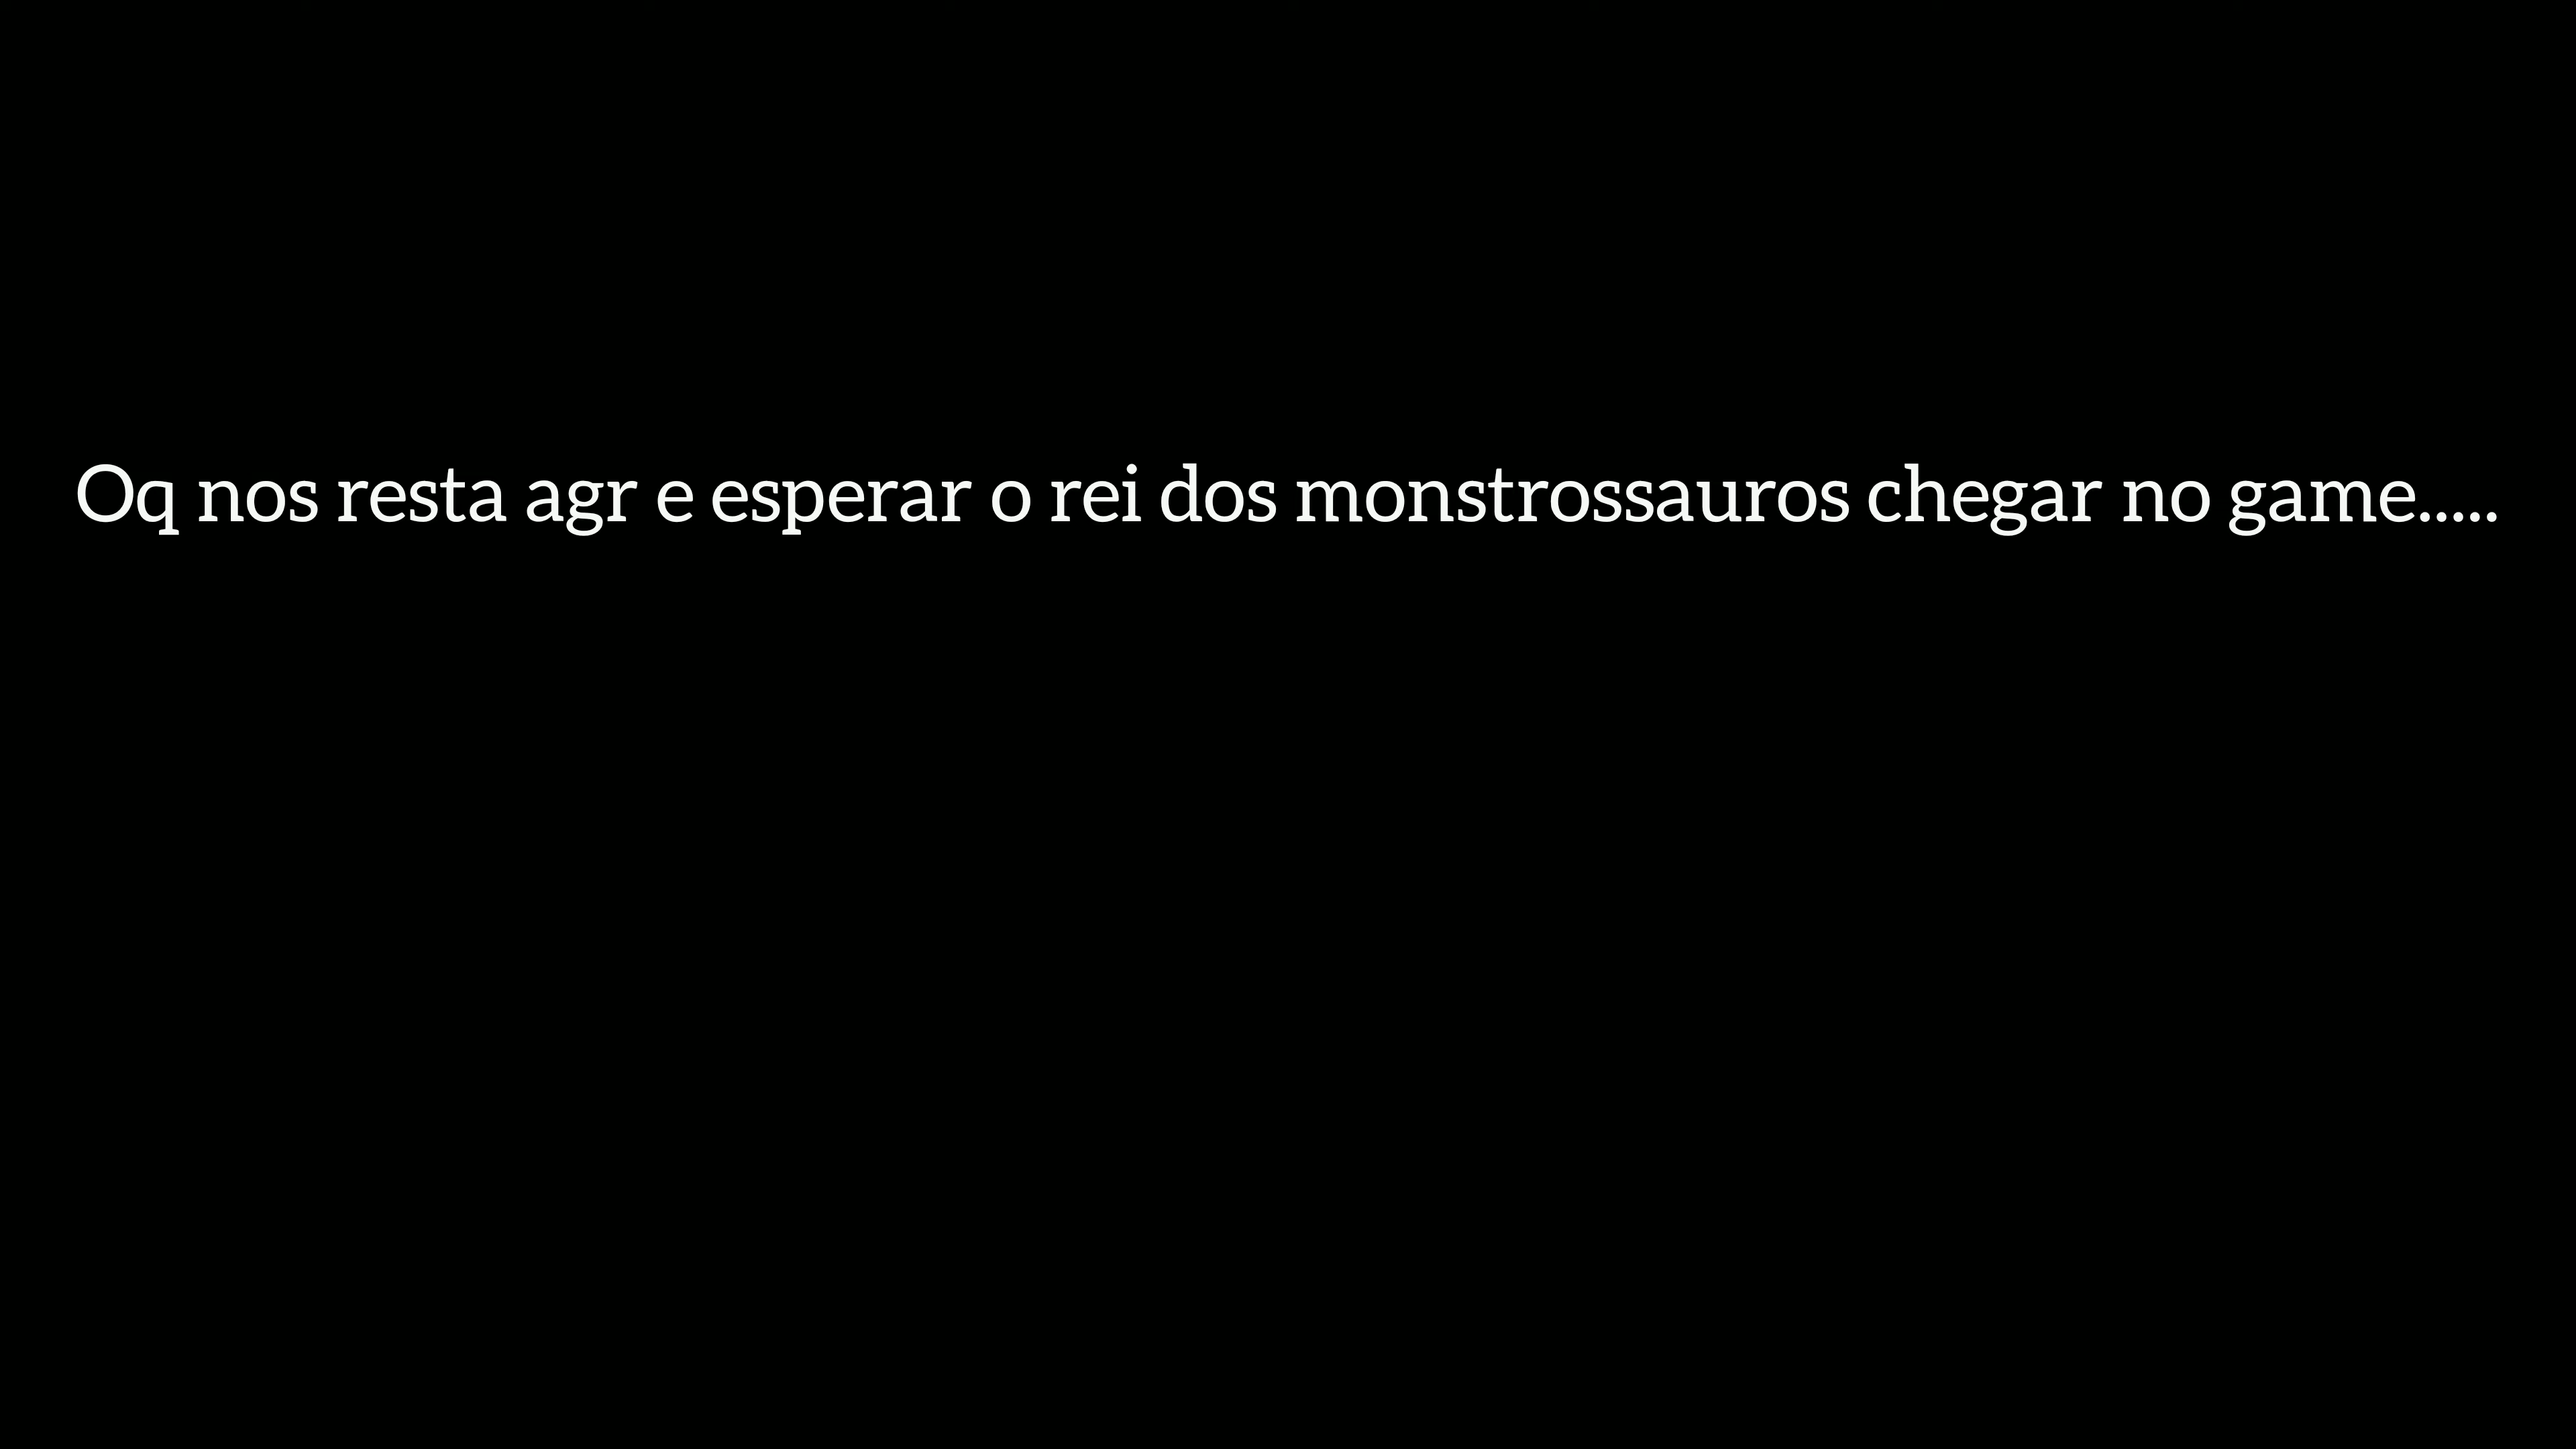 Oq nos resta agr e esperar o rei dos monstrossauros chegar no game.....